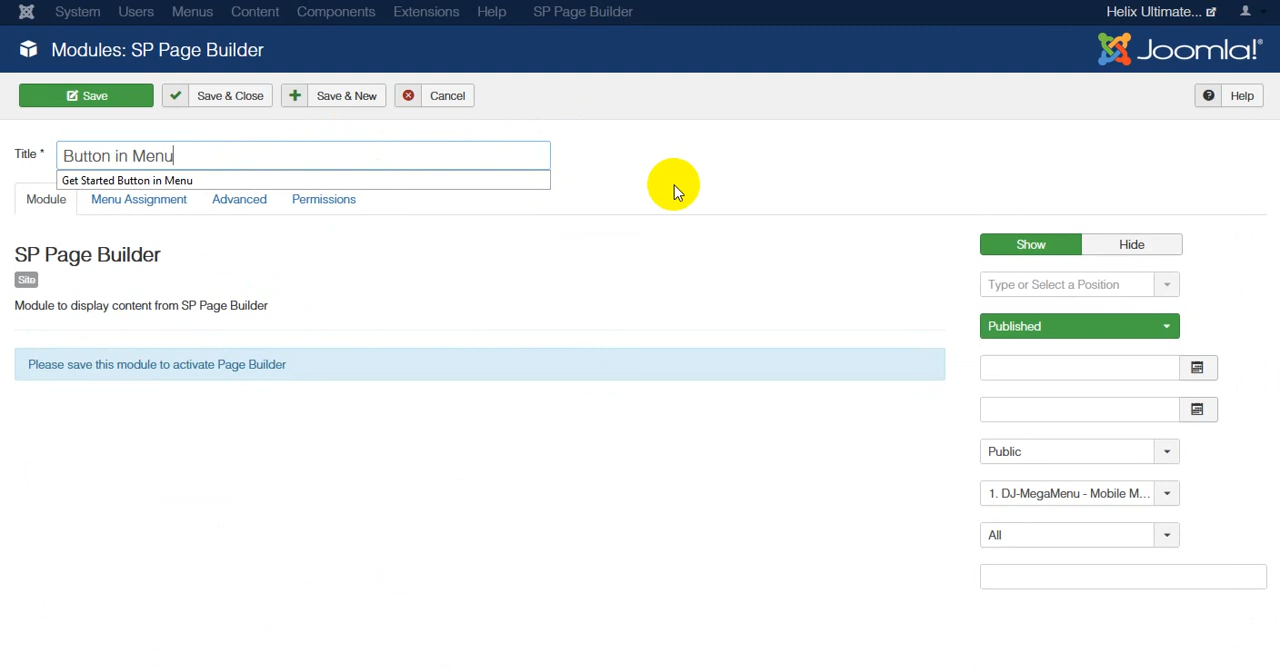 System Users Menus Content Components Extensions Help SP Page Builder Helix Ultimate...
Modules: SP Page Builder Joomla!®
Save Save & Close Save & New Cancel Help
Title * Button in Menu
Get Started Button in Menu
Module Menu Assignment Advanced Permissions
SP Page Builder
Show Hide
Site
Type or Select a Position
Module to display content from SP Page Builder
Published
Please save this module to activate Page Builder
Public
1. DJ-MegaMenu - Mobile M...
All